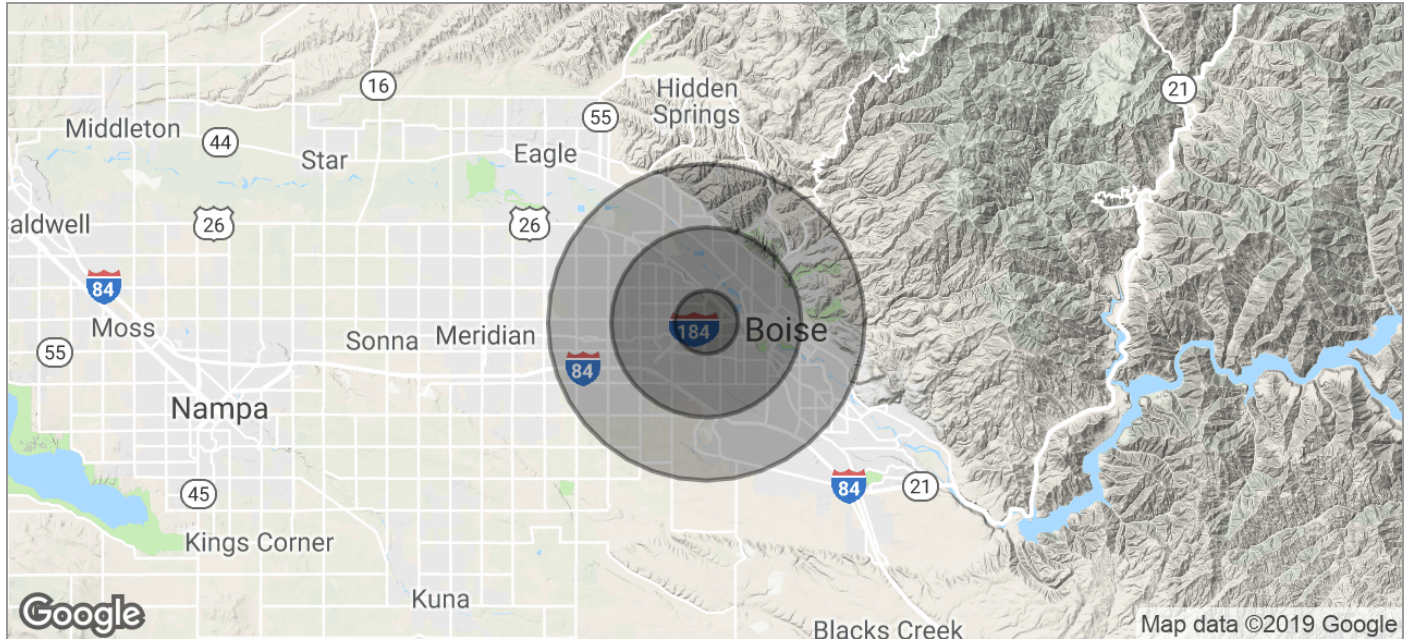 16
21
Hidden
Springs
55
Middleton
44
Star
Eagle
26
26
aldwell
84
184
Boise
Moss
Sonna
Meridian
55
84
Nampa
45
84
21
Kings Corner
Kuna
Google
Blacks Creek
Map data ©2019 Google